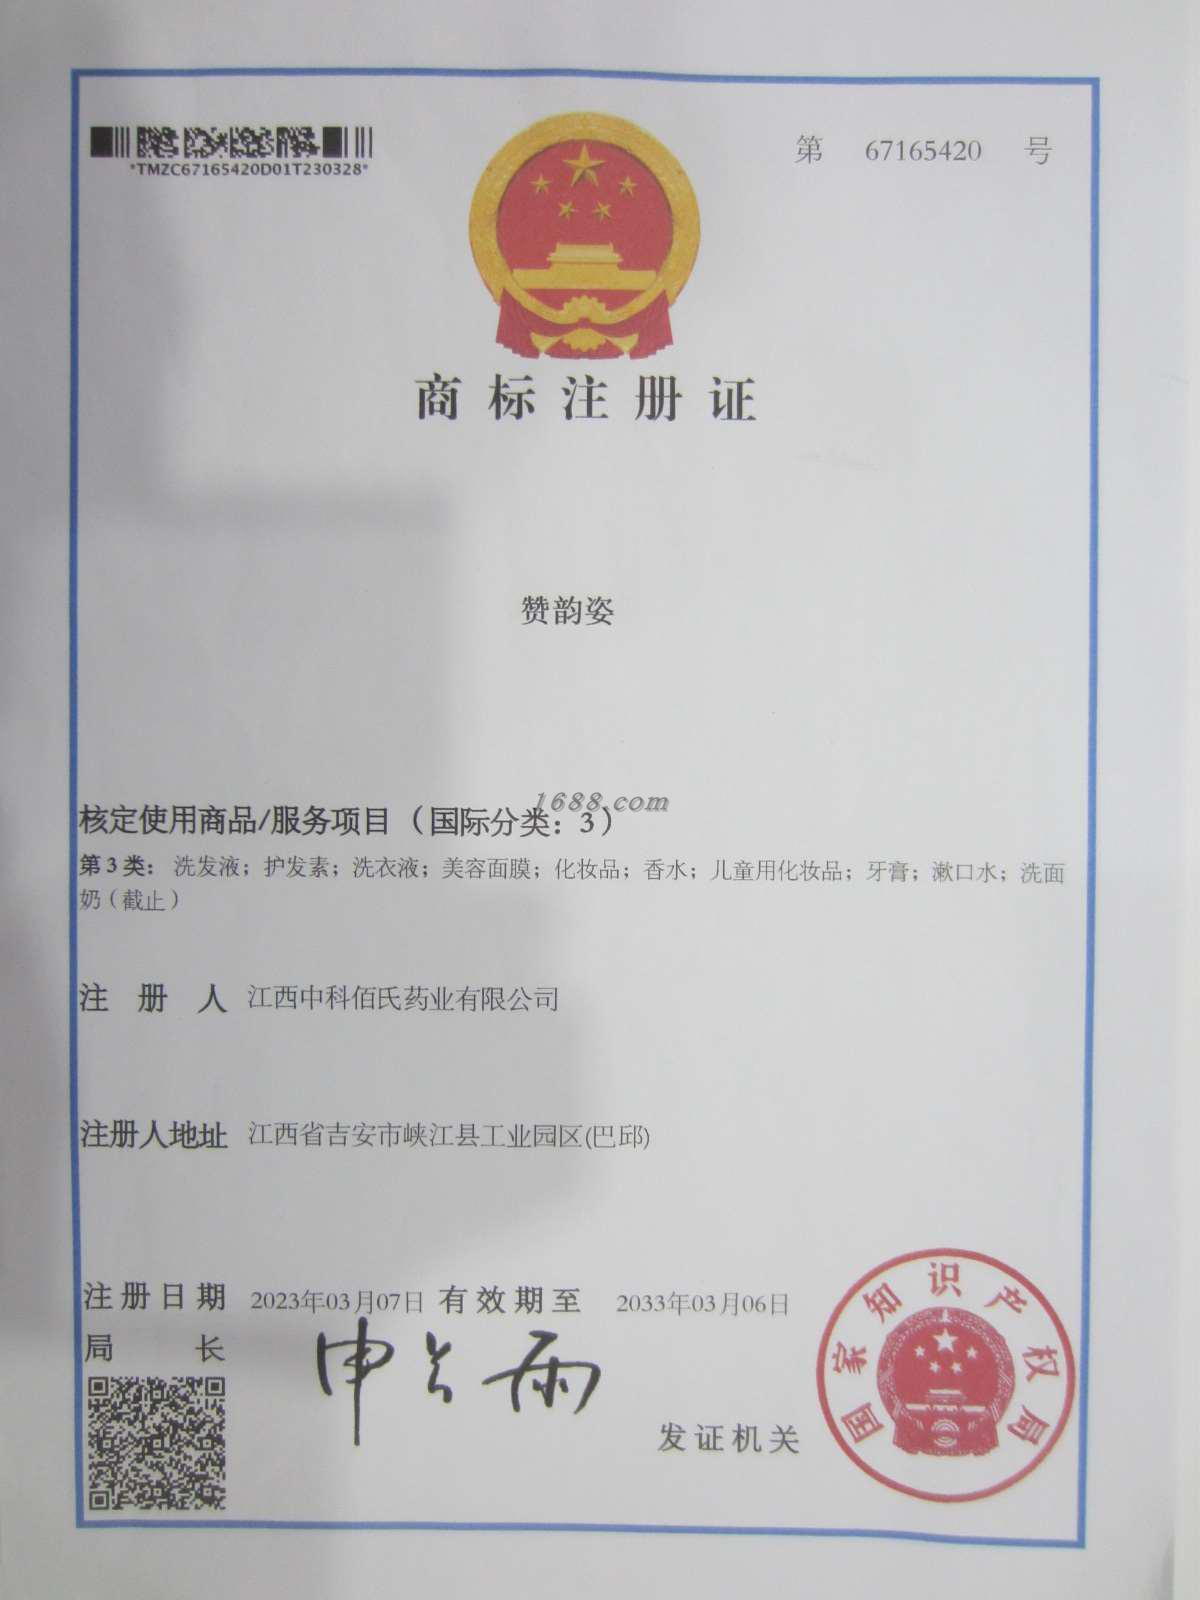 *TMZC67165420D01T230328*
第 67165420 号
商标注册证
赞韵姿
1688.com
核定使用商品/服务项目（国际分类：3）
第3类：洗发液；护发素；洗衣液；美容面膜；化妆品；香水；儿童用化妆品；牙膏；漱口水；洗面
奶（截止）
注册人 江西中科佰氏药业有限公司
注册人地址 江西省吉安市峡江县工业园区(巴邱)
注册日期 2023年03月07日 有效期至 2033年03月06日
局长 申长雨
发证机关
国家知识产权局